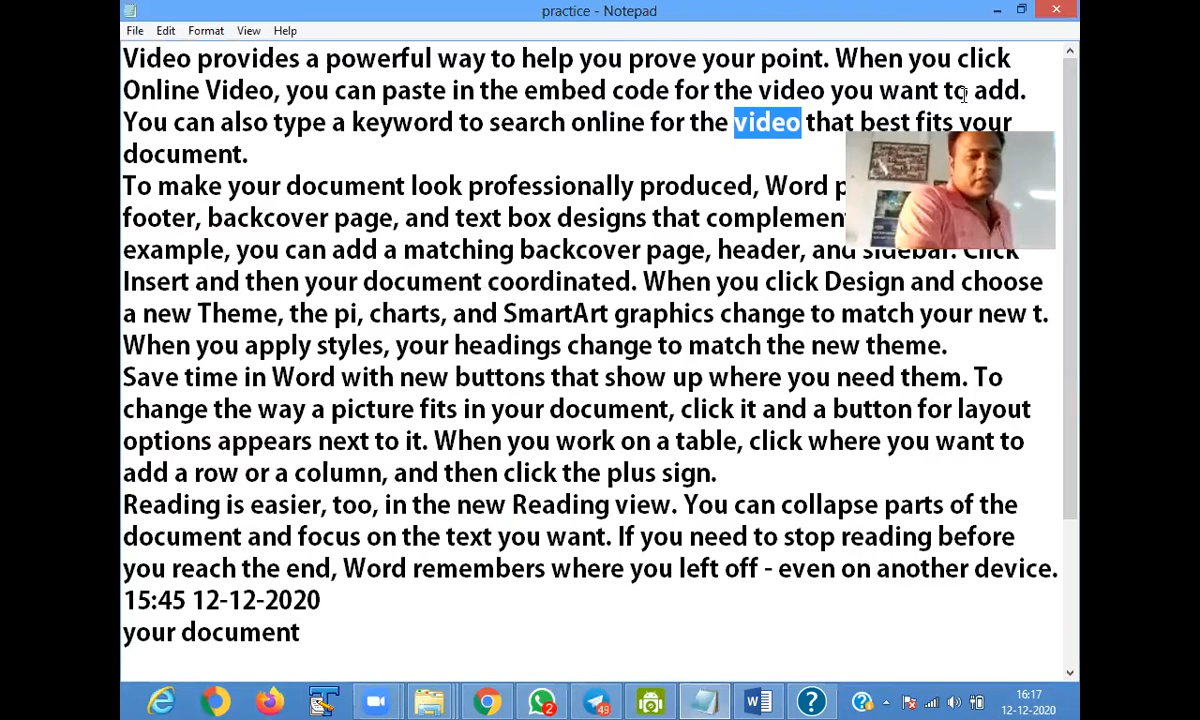 practice - Notepad
File Edit Format View Help
Video provides a powerful way to help you prove your point. When you click
Online Video, you can paste in the embed code for the video you want to add.
You can also type a keyword to search online for the video that best fits your
document.
To make your document look professionally produced, Word
footer, backcover page, and text box designs that complement
example, you can add a matching backcover page, header, and sidebar. Click
Insert and then your document coordinated. When you click Design and choose
a new Theme, the pi, charts, and SmartArt graphics change to match your new t.
When you apply styles, your headings change to match the new theme.
Save time in Word with new buttons that show up where you need them. To
change the way a picture fits in your document, click it and a button for layout
options appears next to it. When you work on a table, click where you want to
add a row or a column, and then click the plus sign.
Reading is easier, too, in the new Reading view. You can collapse parts of the
document and focus on the text you want. If you need to stop reading before
you reach the end, Word remembers where you left off - even on another device.
15:45 12-12-2020
your document
2
49
16:17
12-12-2020